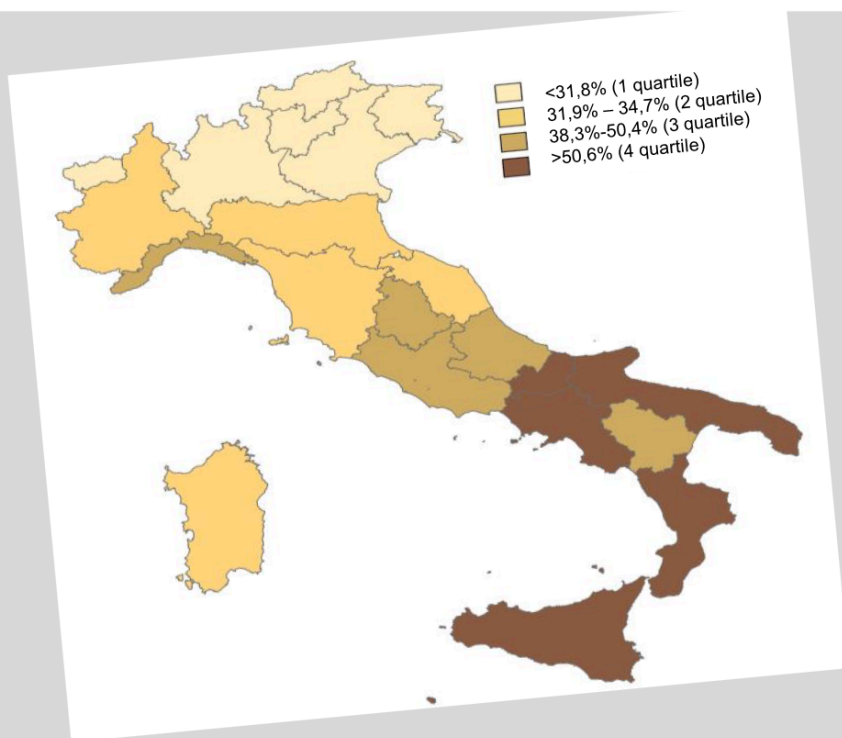 <31,8% (1 quartile)
31,9% – 34,7% (2 quartile)
38,3%-50,4% (3 quartile)
>50,6% (4 quartile)